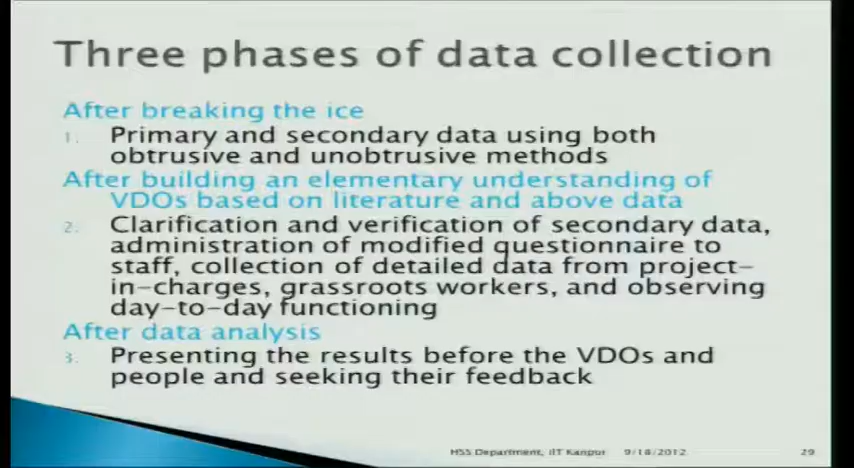 Three phases of data collection
After breaking the ice
1. Primary and secondary data using both
obtrusive and unobtrusive methods
After building an elementary understanding of
VDOs based on literature and above data
2. Clarification and verification of secondary data,
administration of modified questionnaire to
staff, collection of detailed data from project-
in-charges, grassroots workers, and observing
day-to-day functioning
After data analysis
3. Presenting the results before the VDOs and
people and seeking their feedback
HSS Department, IIT Kanpur 9/18/2012 29